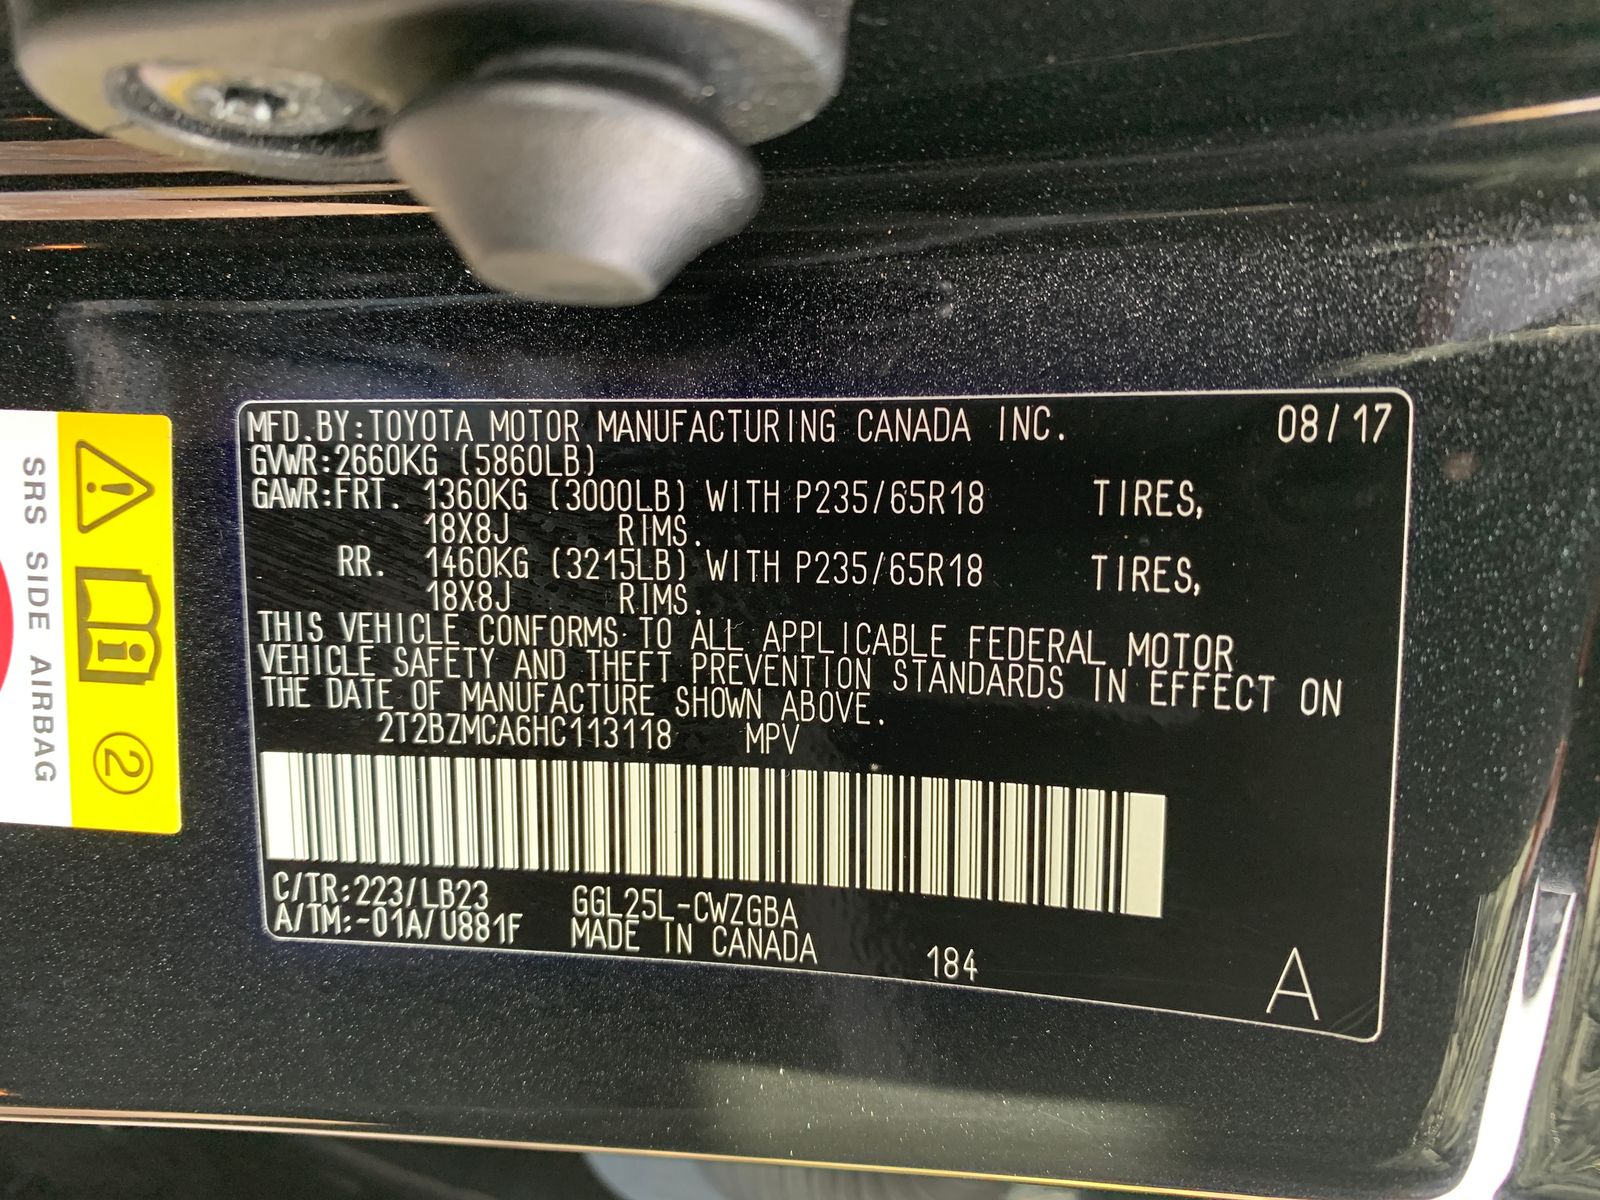 MFD.BY:TOYOTA MOTOR MANUFACTURING CANADA INC. 08/17
GVWR:2660KG (5860LB)
GAWR:FRT. 1360KG (3000LB) WITH P235/65R18 TIRES,
18X8J RIMS.
RR. 1460KG (3215LB) WITH P235/65R18 TIRES,
18X8J RIMS.
THIS VEHICLE CONFORMS TO ALL APPLICABLE FEDERAL MOTOR
VEHICLE SAFETY AND THEFT PREVENTION STANDARDS IN EFFECT ON
THE DATE OF MANUFACTURE SHOWN ABOVE.
2T2BZMCA6HC113118 MPV
C/TR:223/LB23 GGL25L-CWZGBA
A/TM:-01A/U881F MADE IN CANADA
184
A
SRS SIDE AIRBAG
2